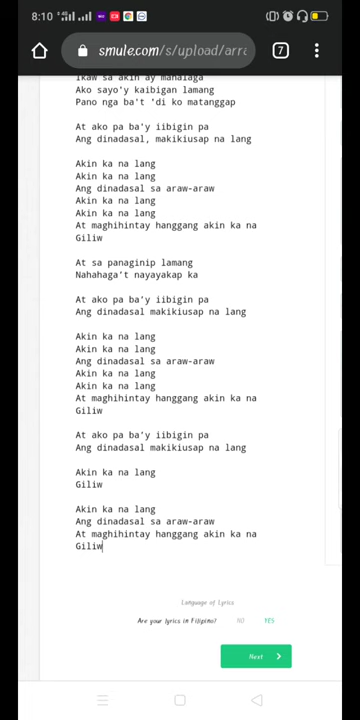 8:10
smule.com/s/upload/arra
7
Ikaw sa akin ay mahalaga
Ako sayo'y kaibigan lamang
Pano nga ba't 'di ko matanggap
At ako pa ba'y iibigin pa
Ang dinadasal, makikiusap na lang
Akin ka na lang
Akin ka na lang
Ang dinadasal sa araw-araw
Akin ka na lang
Akin ka na lang
At maghihintay hanggang akin ka na
Giliw
At sa panaginip lamang
Nahahaga't nayayakap ka
At ako pa ba'y iibigin pa
Ang dinadasal makikiusap na lang
Akin ka na lang
Akin ka na lang
Ang dinadasal sa araw-araw
Akin ka na lang
Akin ka na lang
At maghihintay hanggang akin ka na
Giliw
At ako pa ba'y iibigin pa
Ang dinadasal makikiusap na lang
Akin ka na lang
Giliw
Akin ka na lang
Ang dinadasal sa araw-araw
At maghihintay hanggang akin ka na
Giliw
Language of Lyrics
Are your lyrics in Filipino? NO YES
Next